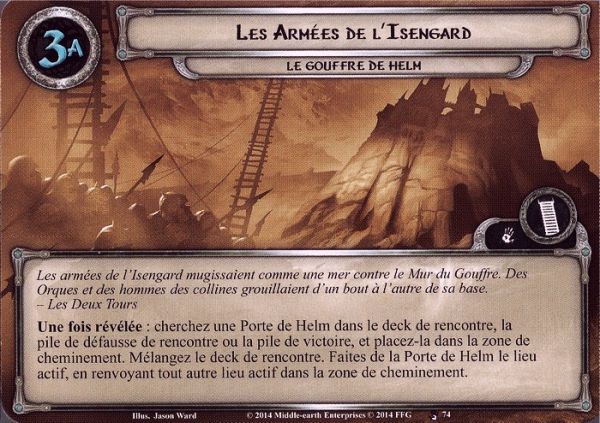 3A
Les Armées de l'Isengard
Le Gouffre de Helm
Les armées de l'Isengard mugissaient comme une mer contre le Mur du Gouffre. Des
Orques et des hommes des collines grouillaient d'un bout à l'autre de sa base.
– Les Deux Tours
Une fois révélée : cherchez une Porte de Helm dans le deck de rencontre, la
pile de défausse de rencontre ou la pile de victoire, et placez-la dans la zone de
cheminement. Mélangez le deck de rencontre. Faites de la Porte de Helm le lieu
actif, en renvoyant tout autre lieu actif dans la zone de cheminement.
Illus. Jason Ward © 2014 Middle-earth Enterprises © 2014 FFG 74